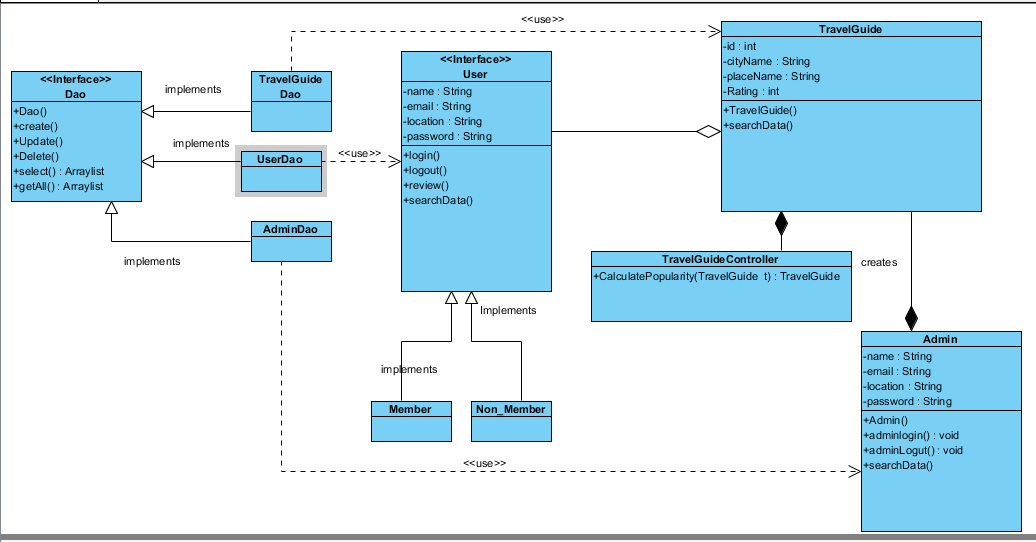 <<use>>
TravelGuide
-id : int
-cityName : String
-placeName : String
-Rating : int
+TravelGuide()
+searchData()
<<Interface>>
User
-name : String
-email : String
-location : String
-password : String
+login()
+logout()
+review()
+searchData()
<<Interface>>
Dao
+Dao()
+create()
+Update()
+Delete()
+select() : Arraylist
+getAll() : Arraylist
implements
TravelGuide
Dao
implements
UserDao
<<use>>
AdminDao
implements
TravelGuideController
+CalculatePopularity(TravelGuide t) : TravelGuide
creates
Implements
implements
Member
Non_Member
<<use>>
Admin
-name : String
-email : String
-location : String
-password : String
+Admin()
+adminlogin() : void
+adminLogut() : void
+searchData()